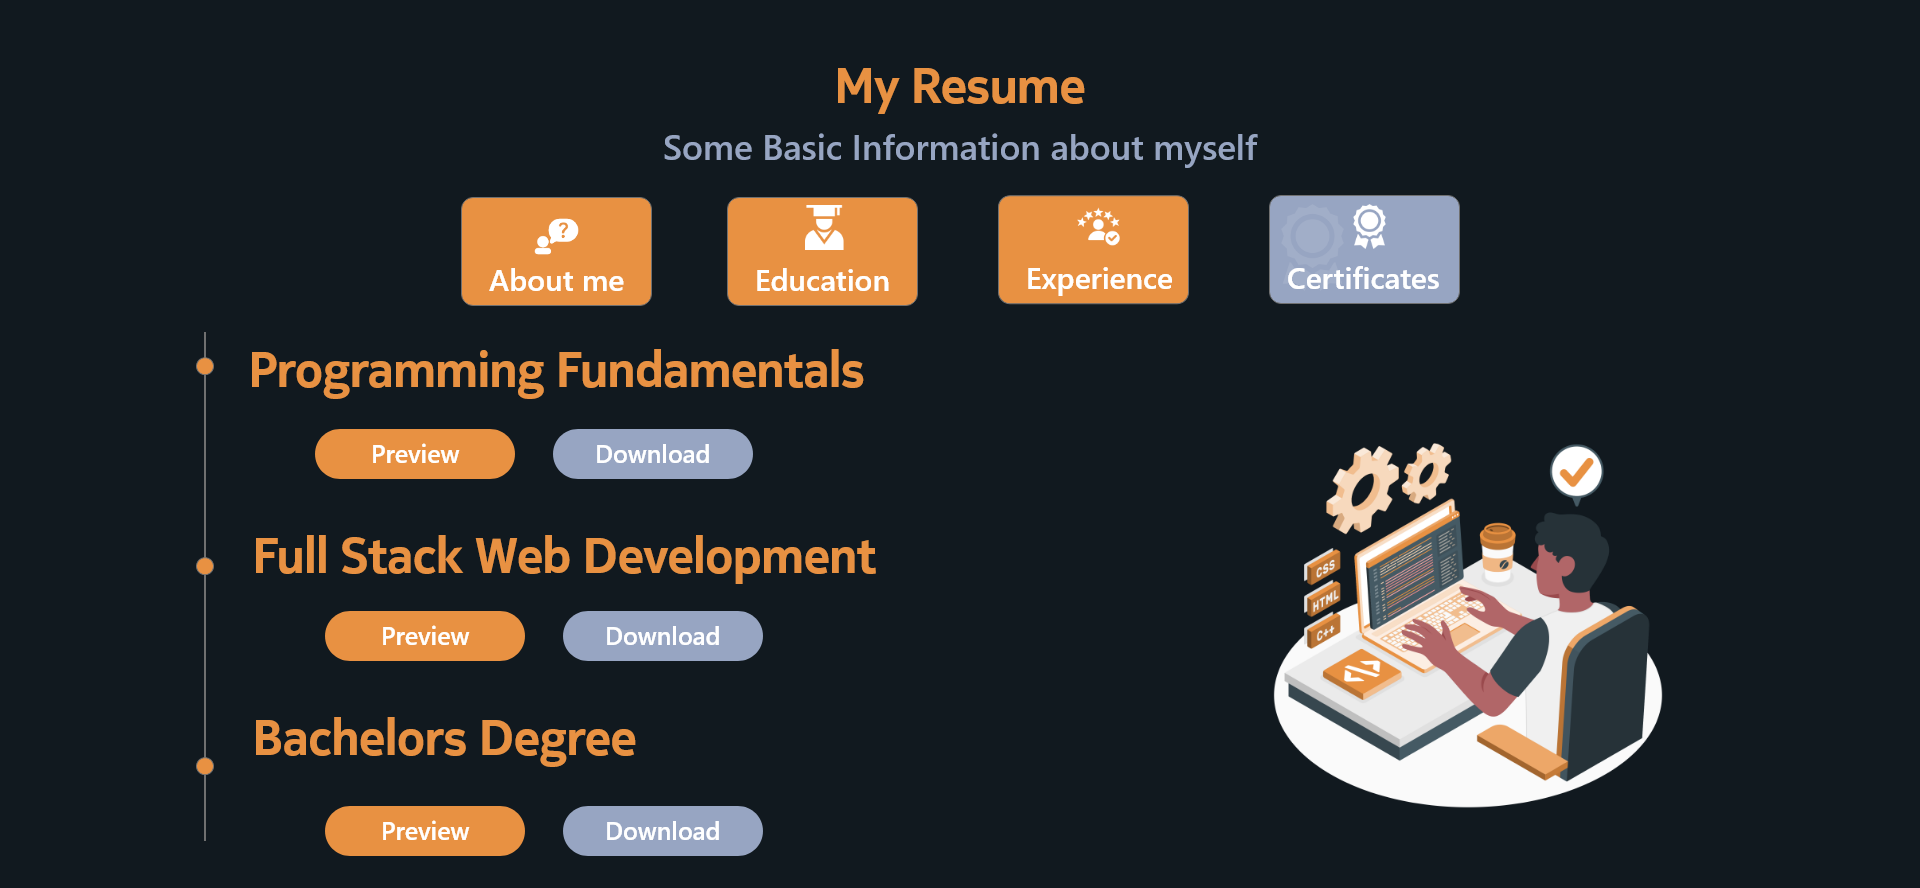 My Resume
Some Basic Information about myself
?
About me
Education
Experience
Certificates
Programming Fundamentals
Preview
Download
Full Stack Web Development
Preview
Download
Bachelors Degree
Preview
Download
CSS
HTML
C++